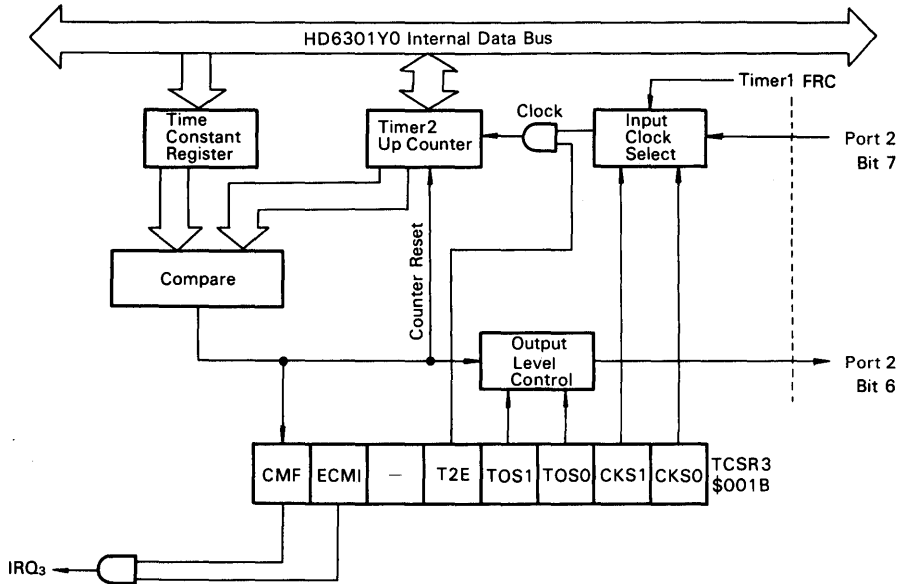 HD6301Y0 Internal Data Bus
Timer1 FRC
Time
Constant
Register
Timer2
Up Counter
Clock
Input
Clock
Select
Port 2
Bit 7
Counter Reset
Compare
Output
Level
Control
Port 2
Bit 6
CMF ECMI — T2E TOS1 TOS0 CKS1 CKS0
TCSR3
$001B
IRQ₃